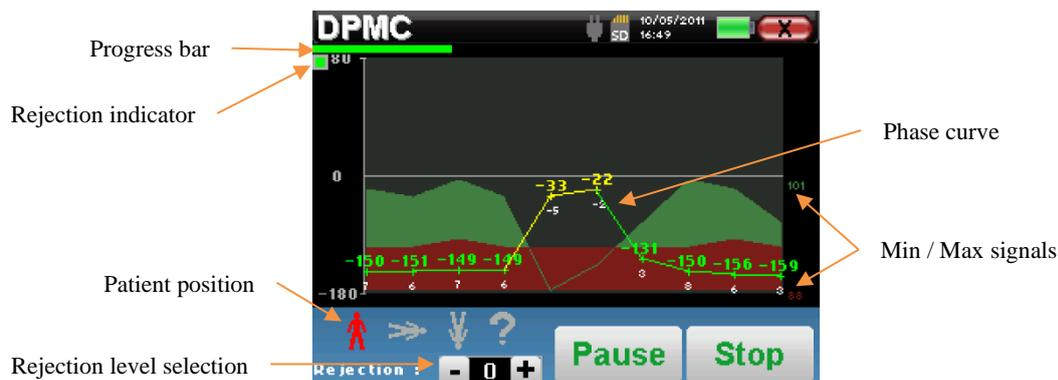 DPMC
SD
10/05/2011
16:49
X
Progress bar
80
Rejection indicator
Phase curve
0
-33
-22
101
-5
-2
-131
Min / Max signals
-150 -151 -149 -149
-150 -156 -159
7 6 7 6 3 8 6 3
-180
88
Patient position
?
Pause
Stop
Rejection level selection
Rejection :
- 0 +